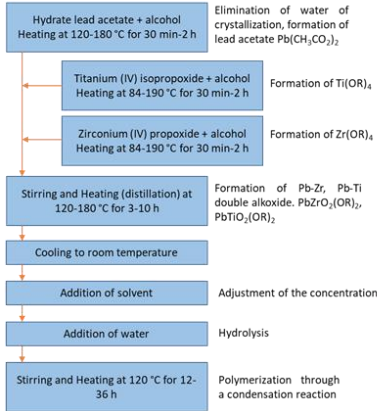 Hydrate lead acetate + alcohol
Heating at 120-180 °C for 30 min-2 h
Elimination of water of
crystallization, formation of
lead acetate Pb(CH₃CO₂)₂
Titanium (IV) isopropoxide + alcohol
Heating at 84-190 °C for 30 min-2 h
Formation of Ti(OR)₄
Zirconium (IV) propoxide + alcohol
Heating at 84-190 °C for 30 min-2 h
Formation of Zr(OR)₄
Stirring and Heating (distillation) at
120-180 °C for 3-10 h
Formation of Pb-Zr, Pb-Ti
double alkoxide. PbZrO₂(OR)₂,
PbTiO₂(OR)₂
Cooling to room temperature
Addition of solvent
Adjustment of the concentration
Addition of water
Hydrolysis
Stirring and Heating at 120 °C for 12-
36 h
Polymerization through
a condensation reaction